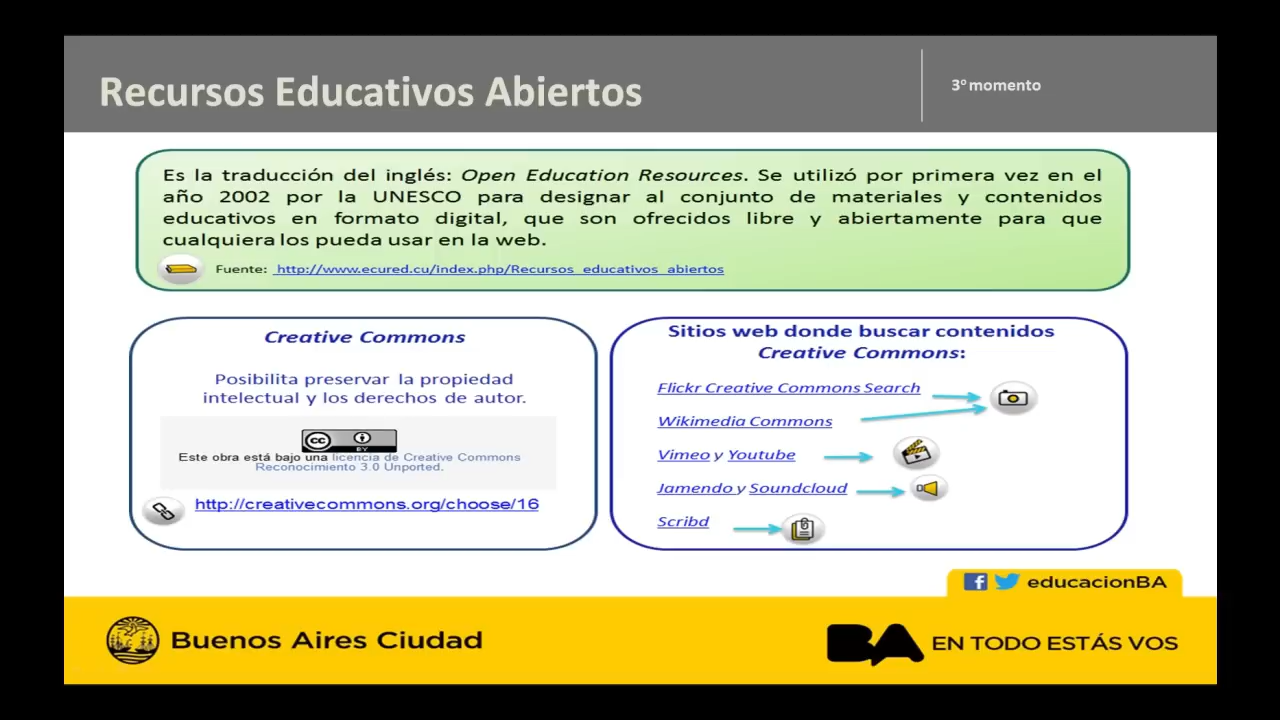 Recursos Educativos Abiertos
3º momento
Es la traducción del inglés: Open Education Resources. Se utilizó por primera vez en el
año 2002 por la UNESCO para designar al conjunto de materiales y contenidos
educativos en formato digital, que son ofrecidos libre y abiertamente para que
cualquiera los pueda usar en la web.
Fuente: http://www.ecured.cu/index.php/Recursos_educativos_abiertos
Creative Commons
Posibilita preservar la propiedad
intelectual y los derechos de autor.
cc
BY
Este obra está bajo una licencia de Creative Commons
Reconocimiento 3.0 Unported.
http://creativecommons.org/choose/16
Sitios web donde buscar contenidos
Creative Commons:
Flickr Creative Commons Search
Wikimedia Commons
Vimeo y Youtube
Jamendo y Soundcloud
Scribd
educacionBA
Buenos Aires Ciudad
BA EN TODO ESTÁS VOS